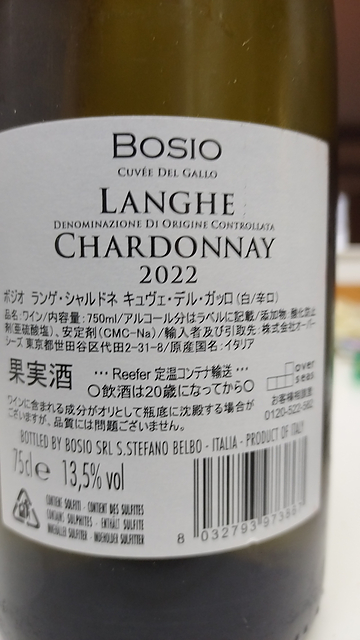 BOSIO
CUVÉE DEL GALLO
LANGHE
DENOMINAZIONE DI ORIGINE CONTROLLATA
CHARDONNAY
2022
ボジオ ランゲ・シャルドネ キュヴェ・デル・ガッロ (白/辛口)
品名:ワイン/内容量:750ml/アルコール分はラベルに記載/添加物:酸化防止
剤(亜硫酸塩)、安定剤(CMC-Na)/輸入者及び引取先:株式会社オーバー
シーズ 東京都世田谷区代田2-31-8/原産国名:イタリア
果実酒
… Reefer 定温コンテナ輸送 …
〇飲酒は20歳になってから〇
over
seas
お客様相談室
0120-522-582
ワインに含まれる成分がオリとして瓶底に沈殿する場合が
ございますが、品質には問題ございません。
BOTTLED BY BOSIO SRL S.STEFANO BELBO - ITALIA - PRODUCT OF ITALY
75cl e 13,5% vol
CONTENT SULFITI - CONTENT DES SULFITES
CONTAINS SULPHITES - ENTHÄLT SULFITE
8 032793